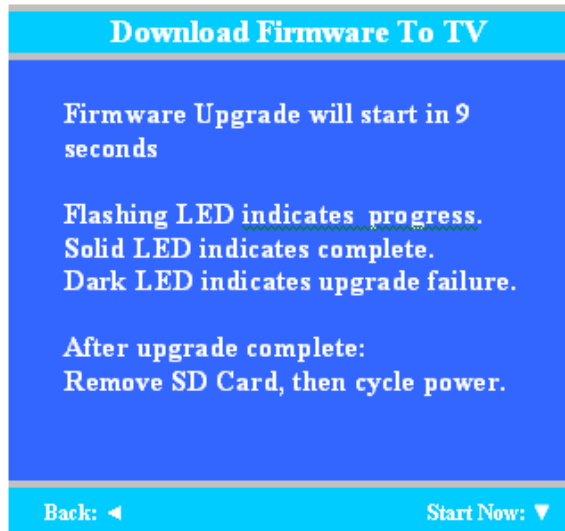 Download Firmware To TV
Firmware Upgrade will start in 9
seconds
Flashing LED indicates progress.
Solid LED indicates complete.
Dark LED indicates upgrade failure.
After upgrade complete:
Remove SD Card, then cycle power.
Back: ◄ Start Now: ▼